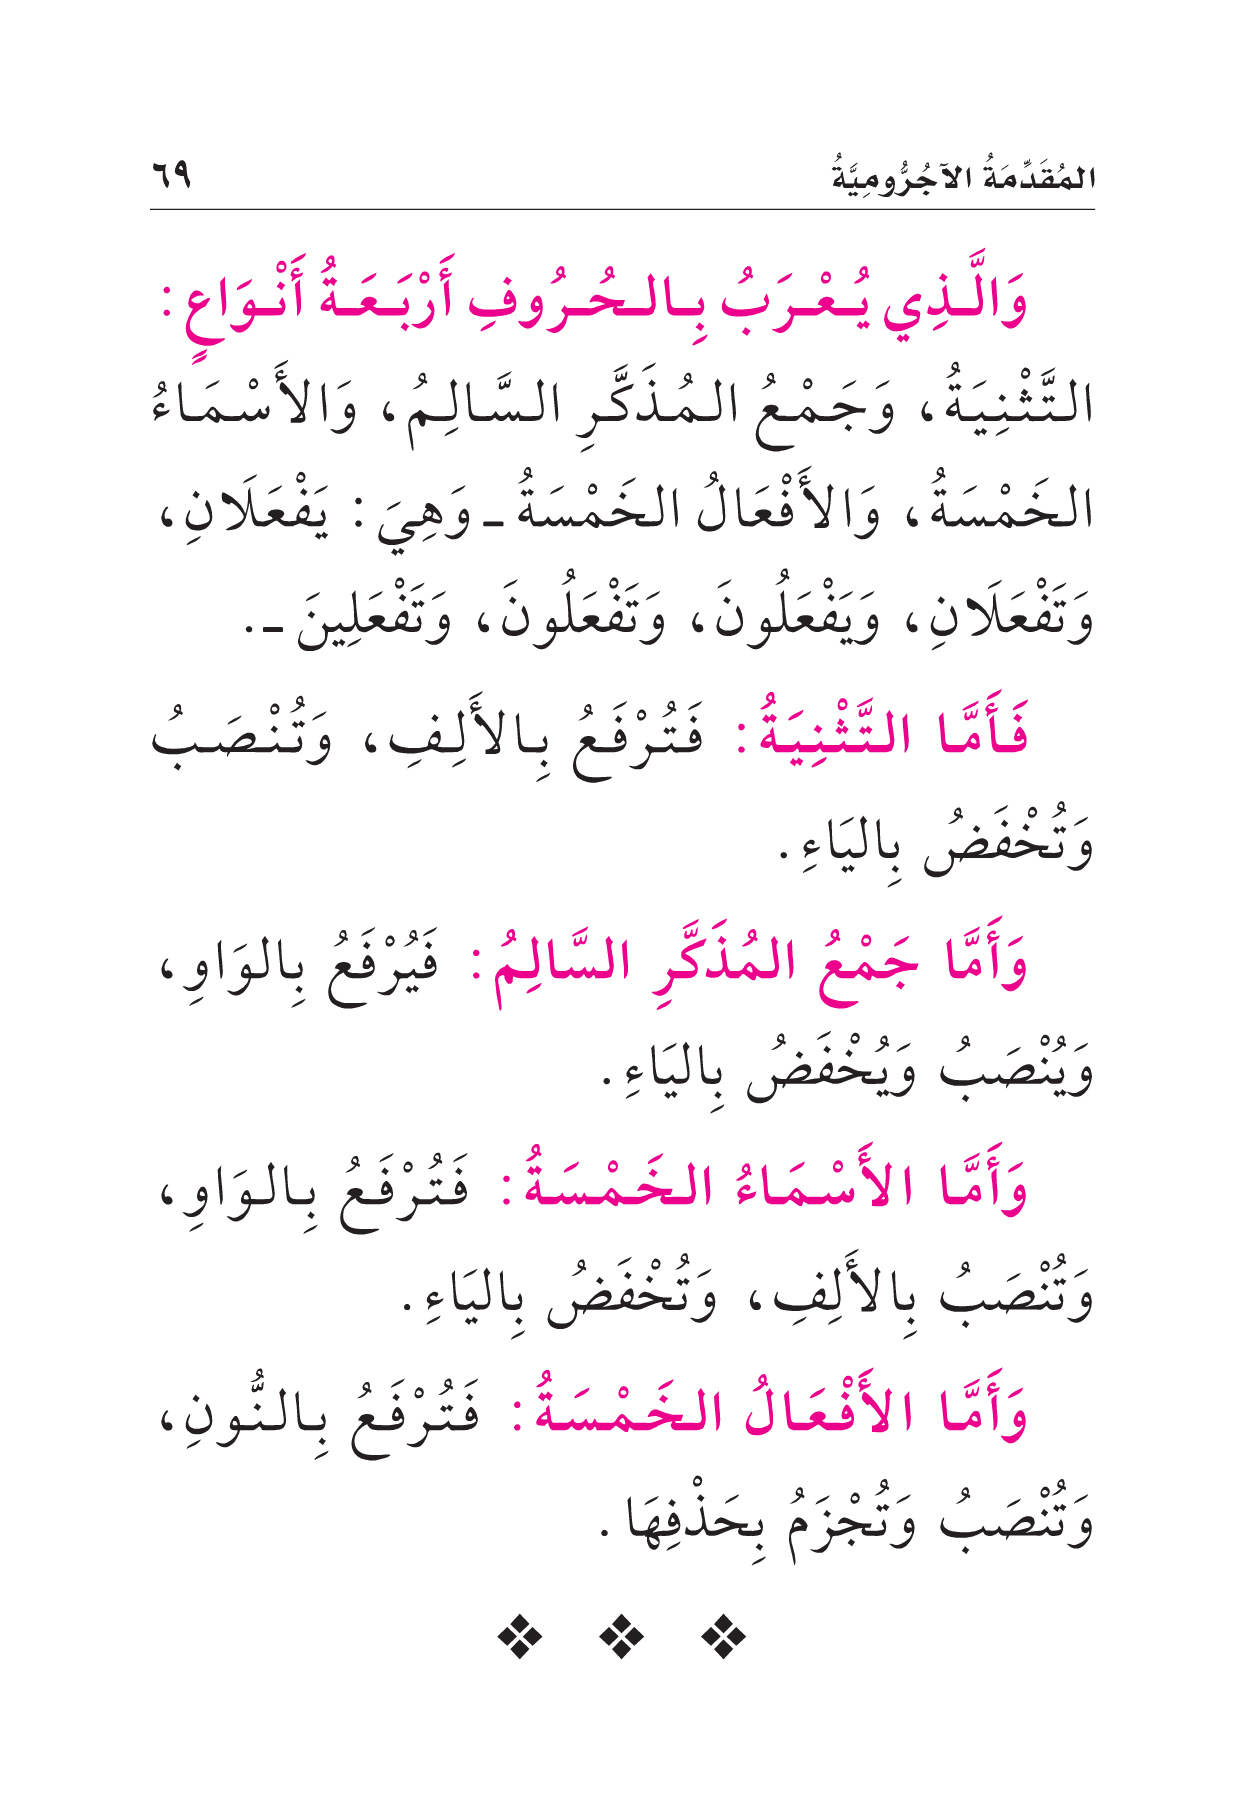 المُقَدِّمَةُ الآجُرُّومِيَّةُ ٦٩
وَالَّذِي يُعْرَبُ بِالحُرُوفِ أَرْبَعَةُ أَنْوَاعٍ:
التَّثْنِيَةُ، وَجَمْعُ المُذَكَّرِ السَّالِمُ، وَالأَسْمَاءُ
الخَمْسَةُ، وَالأَفْعَالُ الخَمْسَةُ ـ وَهِيَ: يَفْعَلَانِ،
وَتَفْعَلَانِ، وَيَفْعَلُونَ، وَتَفْعَلُونَ، وَتَفْعَلِينَ ـ.
فَأَمَّا التَّثْنِيَةُ: فَتُرْفَعُ بِالأَلِفِ، وَتُنْصَبُ
وَتُخْفَضُ بِاليَاءِ.
وَأَمَّا جَمْعُ المُذَكَّرِ السَّالِمُ: فَيُرْفَعُ بِالوَاوِ،
وَيُنْصَبُ وَيُخْفَضُ بِاليَاءِ.
وَأَمَّا الأَسْمَاءُ الخَمْسَةُ: فَتُرْفَعُ بِالوَاوِ،
وَتُنْصَبُ بِالأَلِفِ، وَتُخْفَضُ بِاليَاءِ.
وَأَمَّا الأَفْعَالُ الخَمْسَةُ: فَتُرْفَعُ بِالنُّونِ،
وَتُنْصَبُ وَتُجْزَمُ بِحَذْفِهَا.